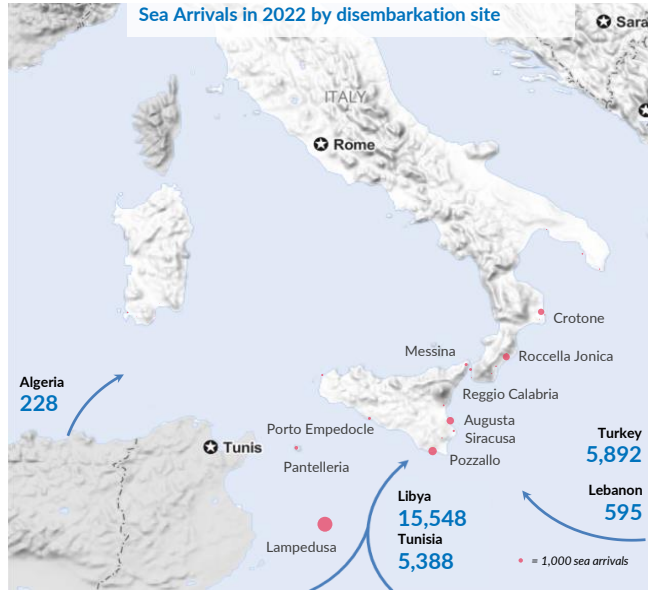 Sea Arrivals in 2022 by disembarkation site
Sara
ITALY
Rome
Crotone
Messina
Roccella Jonica
Algeria
228
Reggio Calabria
Augusta
Siracusa
Porto Empedocle
Turkey
5,892
Tunis
Pozzallo
Pantelleria
Lebanon
595
Libya
15,548
Tunisia
5,388
Lampedusa
= 1,000 sea arrivals